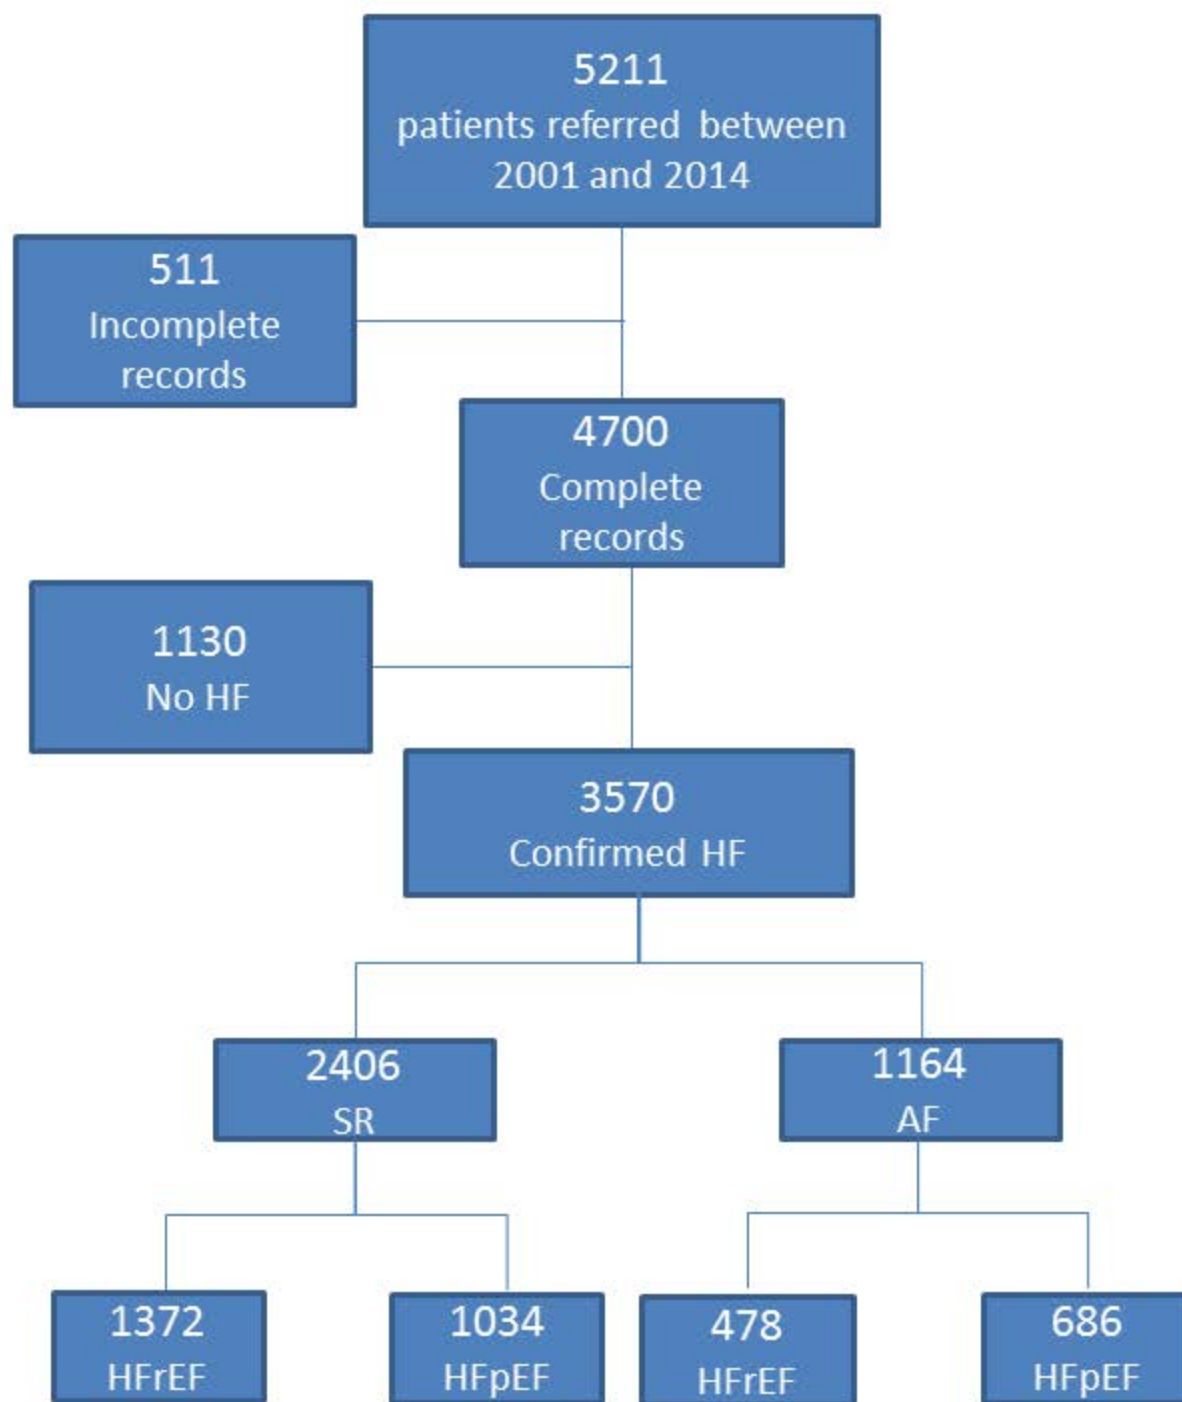 5211
patients referred between
2001 and 2014
511
Incomplete
records
4700
Complete
records
1130
No HF
3570
Confirmed HF
2406
SR
1164
AF
1372
HFrEF
1034
HFpEF
478
HFrEF
686
HFpEF